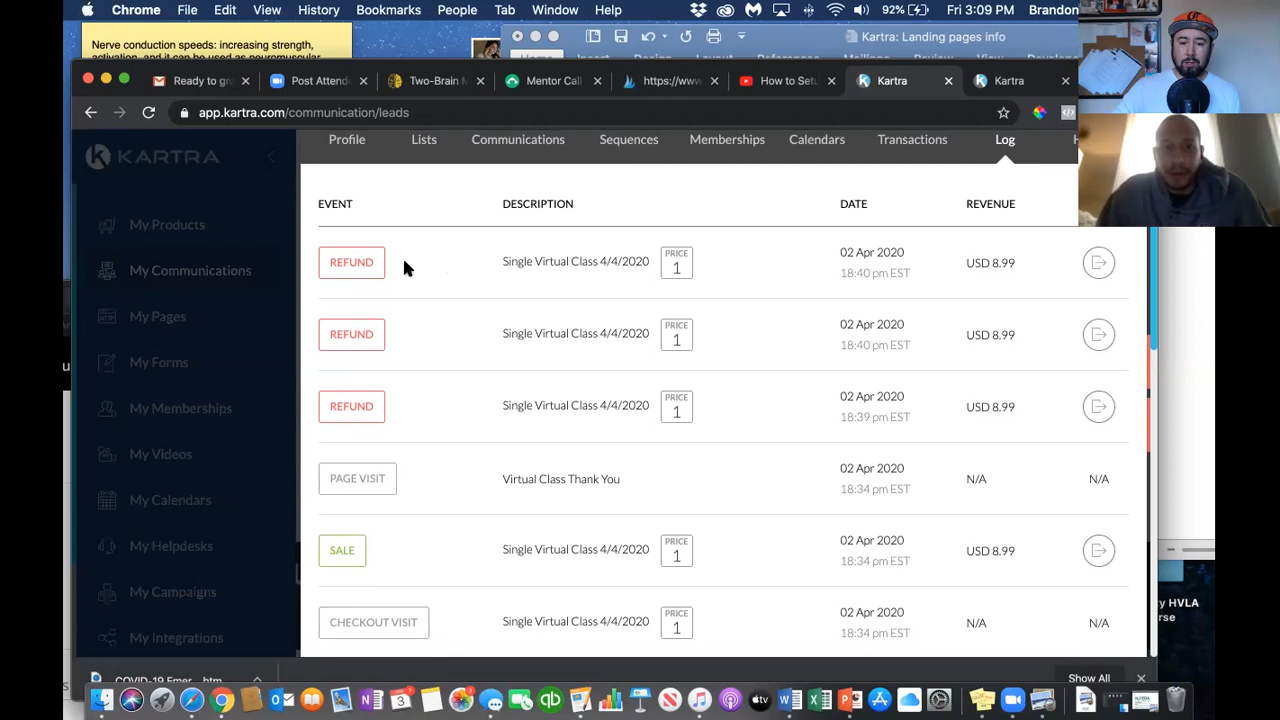 Chrome File Edit View History Bookmarks People Tab Window Help 92% Fri 3:09 PM Brandon
Nerve conduction speeds: increasing strength,
Kartra: Landing pages info
Ready to gr
Post Attend
Two-Brain M
Mentor Call
https://www
How to Set
Kartra
Kartra
app.kartra.com/communication/leads
KARTRA
Profile Lists Communications Sequences Memberships Calendars Transactions Log
My Products
My Communications
My Pages
My Forms
My Memberships
My Videos
My Calendars
My Helpdesks
My Campaigns
My Integrations
EVENT DESCRIPTION DATE REVENUE
REFUND Single Virtual Class 4/4/2020 PRICE 1 02 Apr 2020 18:40 pm EST USD 8.99
REFUND Single Virtual Class 4/4/2020 PRICE 1 02 Apr 2020 18:40 pm EST USD 8.99
REFUND Single Virtual Class 4/4/2020 PRICE 1 02 Apr 2020 18:39 pm EST USD 8.99
PAGE VISIT Virtual Class Thank You 02 Apr 2020 18:34 pm EST N/A N/A
SALE Single Virtual Class 4/4/2020 PRICE 1 02 Apr 2020 18:34 pm EST USD 8.99
CHECKOUT VISIT Single Virtual Class 4/4/2020 PRICE 1 02 Apr 2020 18:34 pm EST N/A N/A
y HVLA
rse
COVID-19 Emer....htm
Show All